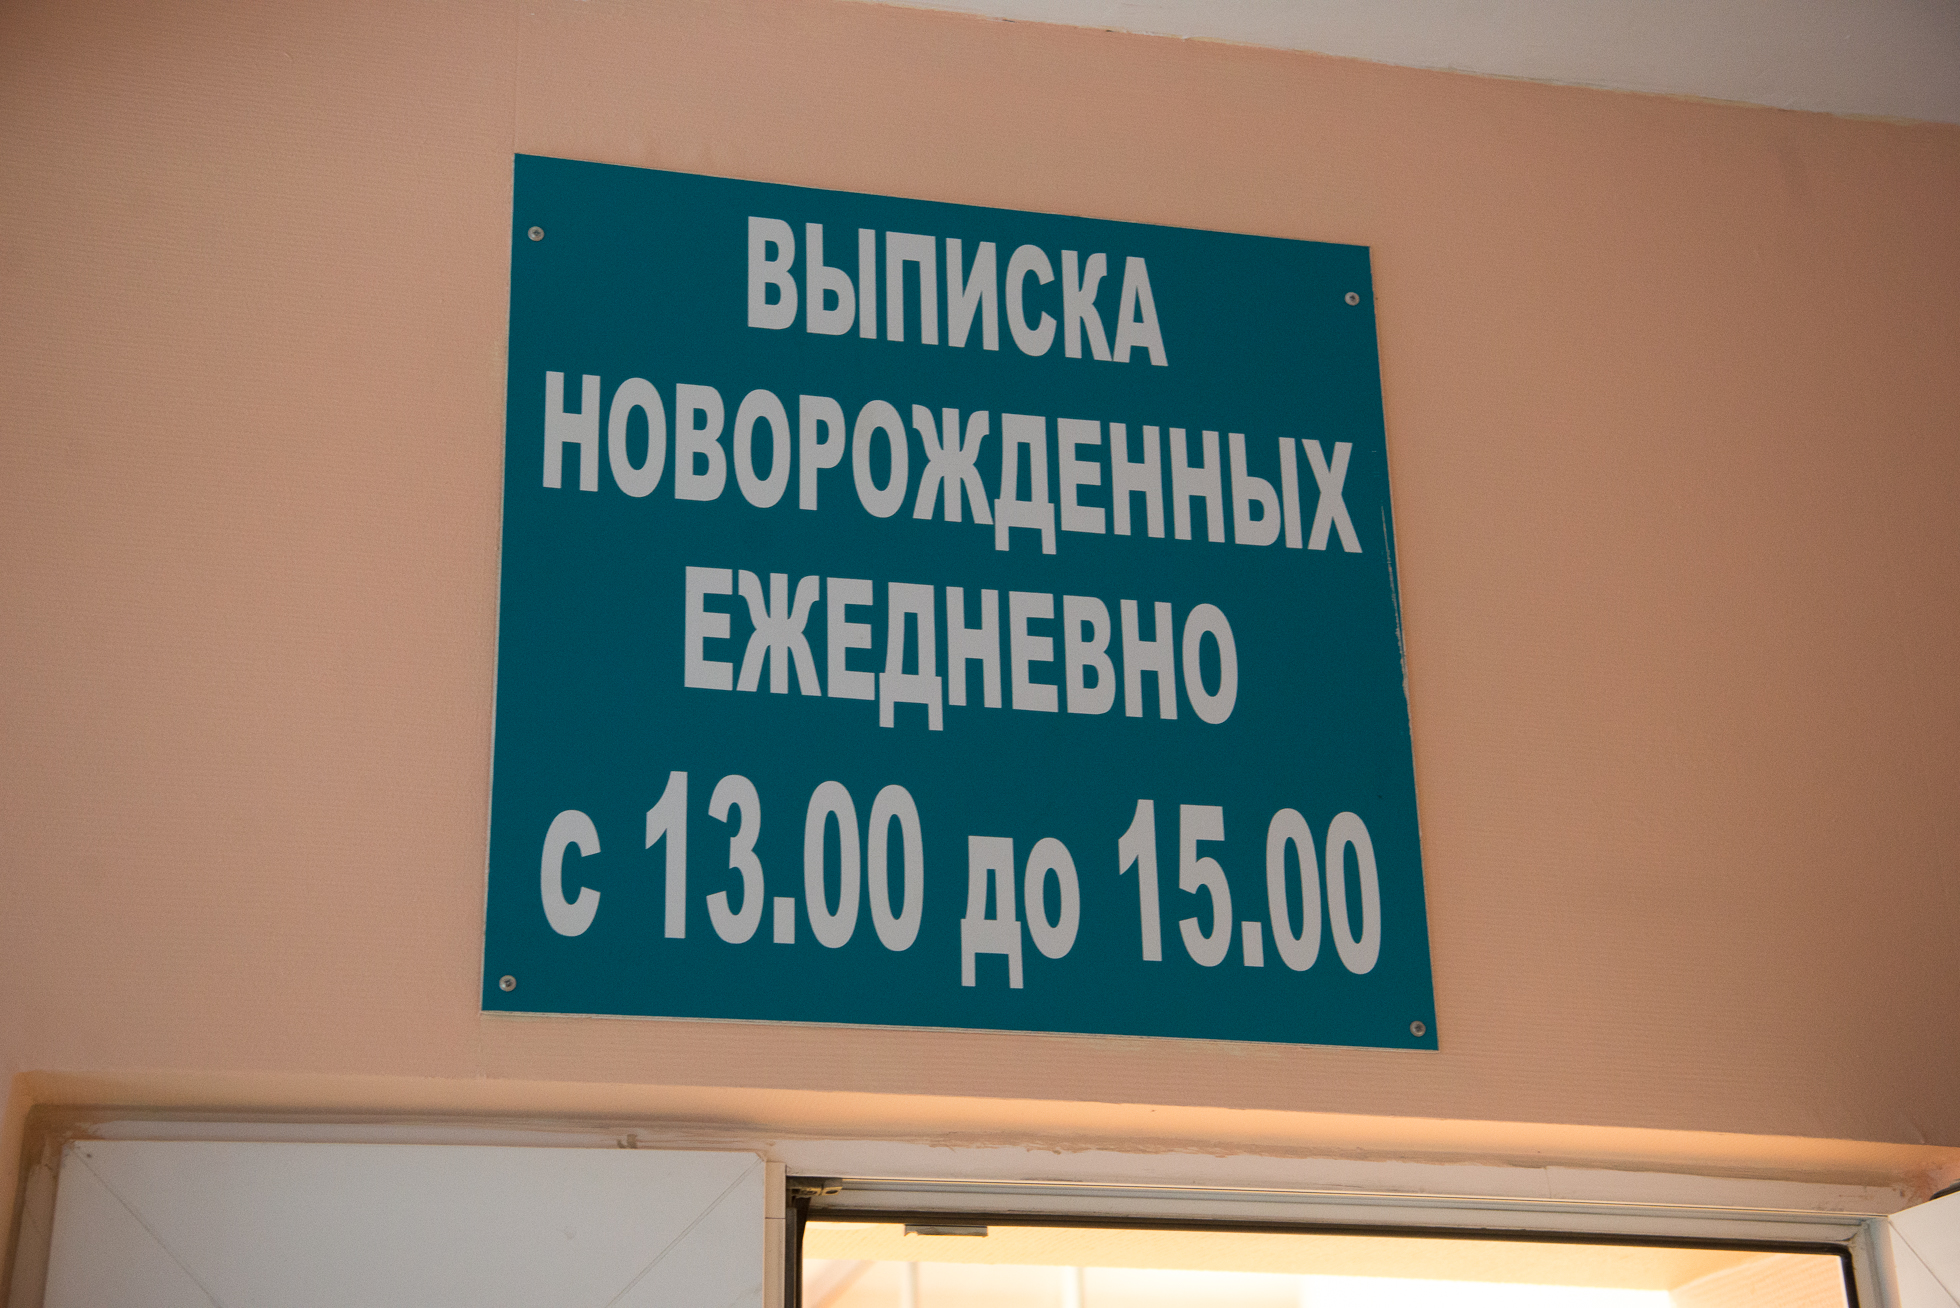 ВЫПИСКА
НОВОРОЖДЕННЫХ
ЕЖЕДНЕВНО
с 13.00 до 15.00